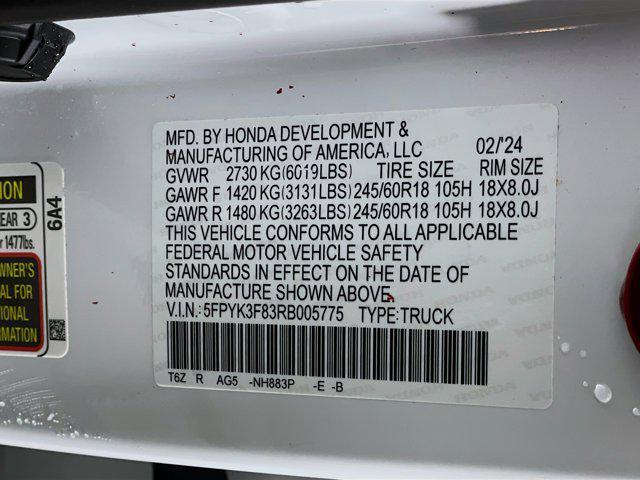 MFD. BY HONDA DEVELOPMENT &
MANUFACTURING OF AMERICA, LLC 02/24
GVWR 2730 KG(6019LBS) TIRE SIZE RIM SIZE
GAWR F 1420 KG(3131LBS) 245/60R18 105H 18X8.0J
GAWR R 1480 KG(3263LBS) 245/60R18 105H 18X8.0J
THIS VEHICLE CONFORMS TO ALL APPLICABLE
FEDERAL MOTOR VEHICLE SAFETY
STANDARDS IN EFFECT ON THE DATE OF
MANUFACTURE SHOWN ABOVE.
V.I.N.: 5FPYK3F83RB005775 TYPE:TRUCK
T6Z R AG5 -NH883P -E -B
ION
EAR 3
1477lbs.
6A4
WNER'S
AL FOR
TIONAL
RMATION